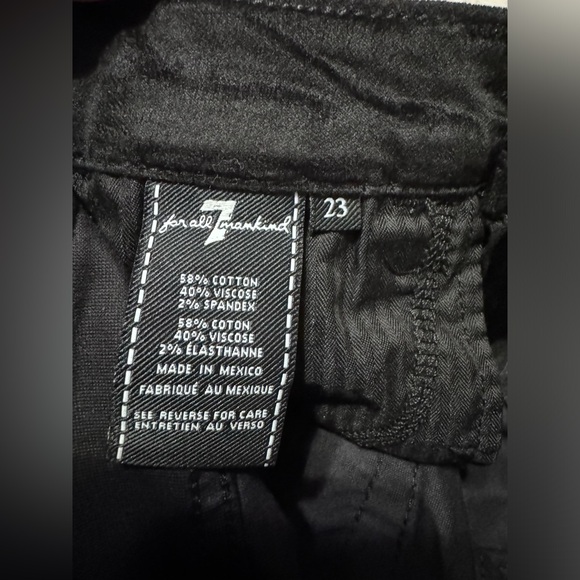 7
for all mankind
23
58% COTTON
40% VISCOSE
2% SPANDEX
58% COTON
40% VISCOSE
2% ÉLASTHANNE
MADE IN MEXICO
FABRIQUÉ AU MEXIQUE
SEE REVERSE FOR CARE
ENTRETIEN AU VERSO